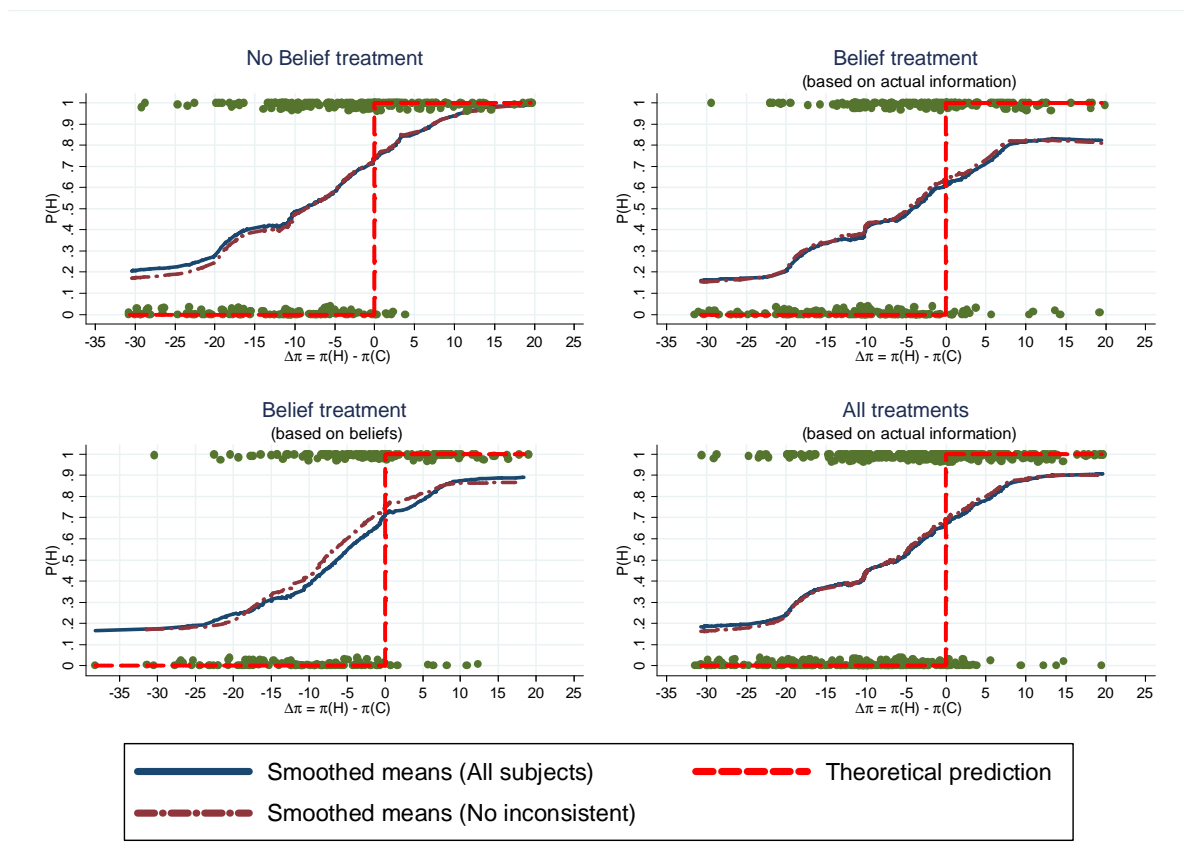 No Belief treatment
1
.9
.8
.7
.6
.5
.4
.3
.2
.1
0
P(H)
-35 -30 -25 -20 -15 -10 -5 0 5 10 15 20 25
Δπ = π(H) - π(C)
Belief treatment
(based on actual information)
1
.9
.8
.7
.6
.5
.4
.3
.2
.1
0
P(H)
-35 -30 -25 -20 -15 -10 -5 0 5 10 15 20 25
Δπ = π(H) - π(C)
Belief treatment
(based on beliefs)
1
.9
.8
.7
.6
.5
.4
.3
.2
.1
0
P(H)
-35 -30 -25 -20 -15 -10 -5 0 5 10 15 20 25
Δπ = π(H) - π(C)
All treatments
(based on actual information)
1
.9
.8
.7
.6
.5
.4
.3
.2
.1
0
P(H)
-35 -30 -25 -20 -15 -10 -5 0 5 10 15 20 25
Δπ = π(H) - π(C)
Smoothed means (All subjects) Theoretical prediction
Smoothed means (No inconsistent)